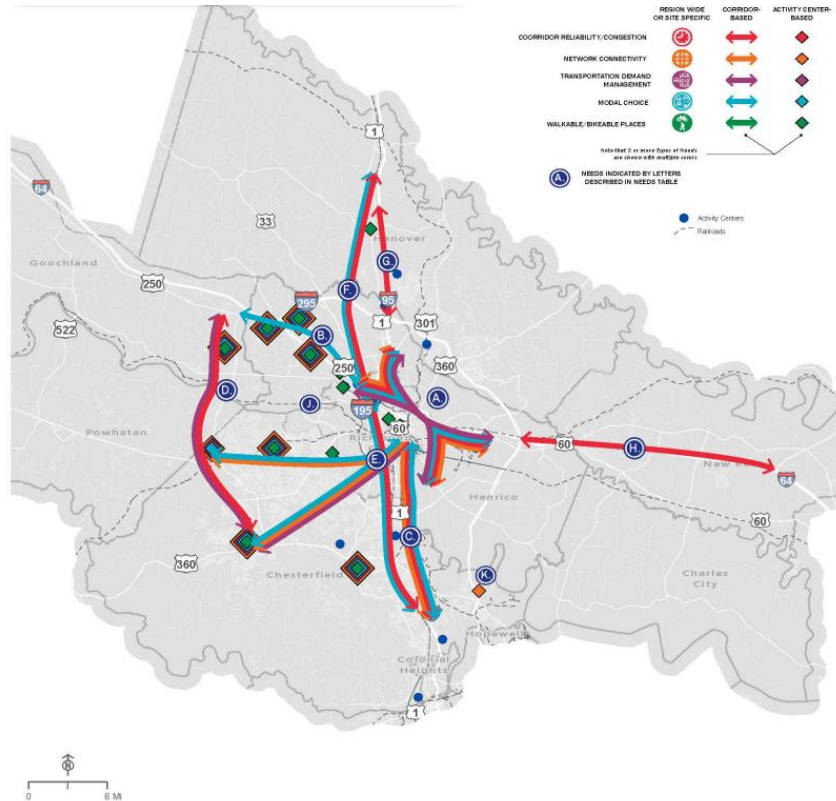 REGION WIDE
OR SITE SPECIFIC
CORRIDOR-
BASED
ACTIVITY CENTER-
BASED
COORRIDOR RELIABILITY/CONGESTION
NETWORK CONNECTIVITY
TRANSPORTATION DEMAND
MANAGEMENT
MODAL CHOICE
WALKABLE/BIKEABLE PLACES
Note that 2 or more Types of Needs
are shown with multiple colors
A.
NEEDS INDICATED BY LETTERS
DESCRIBED IN NEEDS TABLE
Activity Centers
Railroads
1
64
33
Hanover
Goochland
250
G.
F.
295
95
522
1
301
B.
250
360
D.
A.
J.
195
60
Powhatan
60
H.
E.
New
64
Henrico
1
60
C.
360
K.
Chesterfield
Charles
City
Hopewell
Colonial
Heights
1
N
0
6 Mi